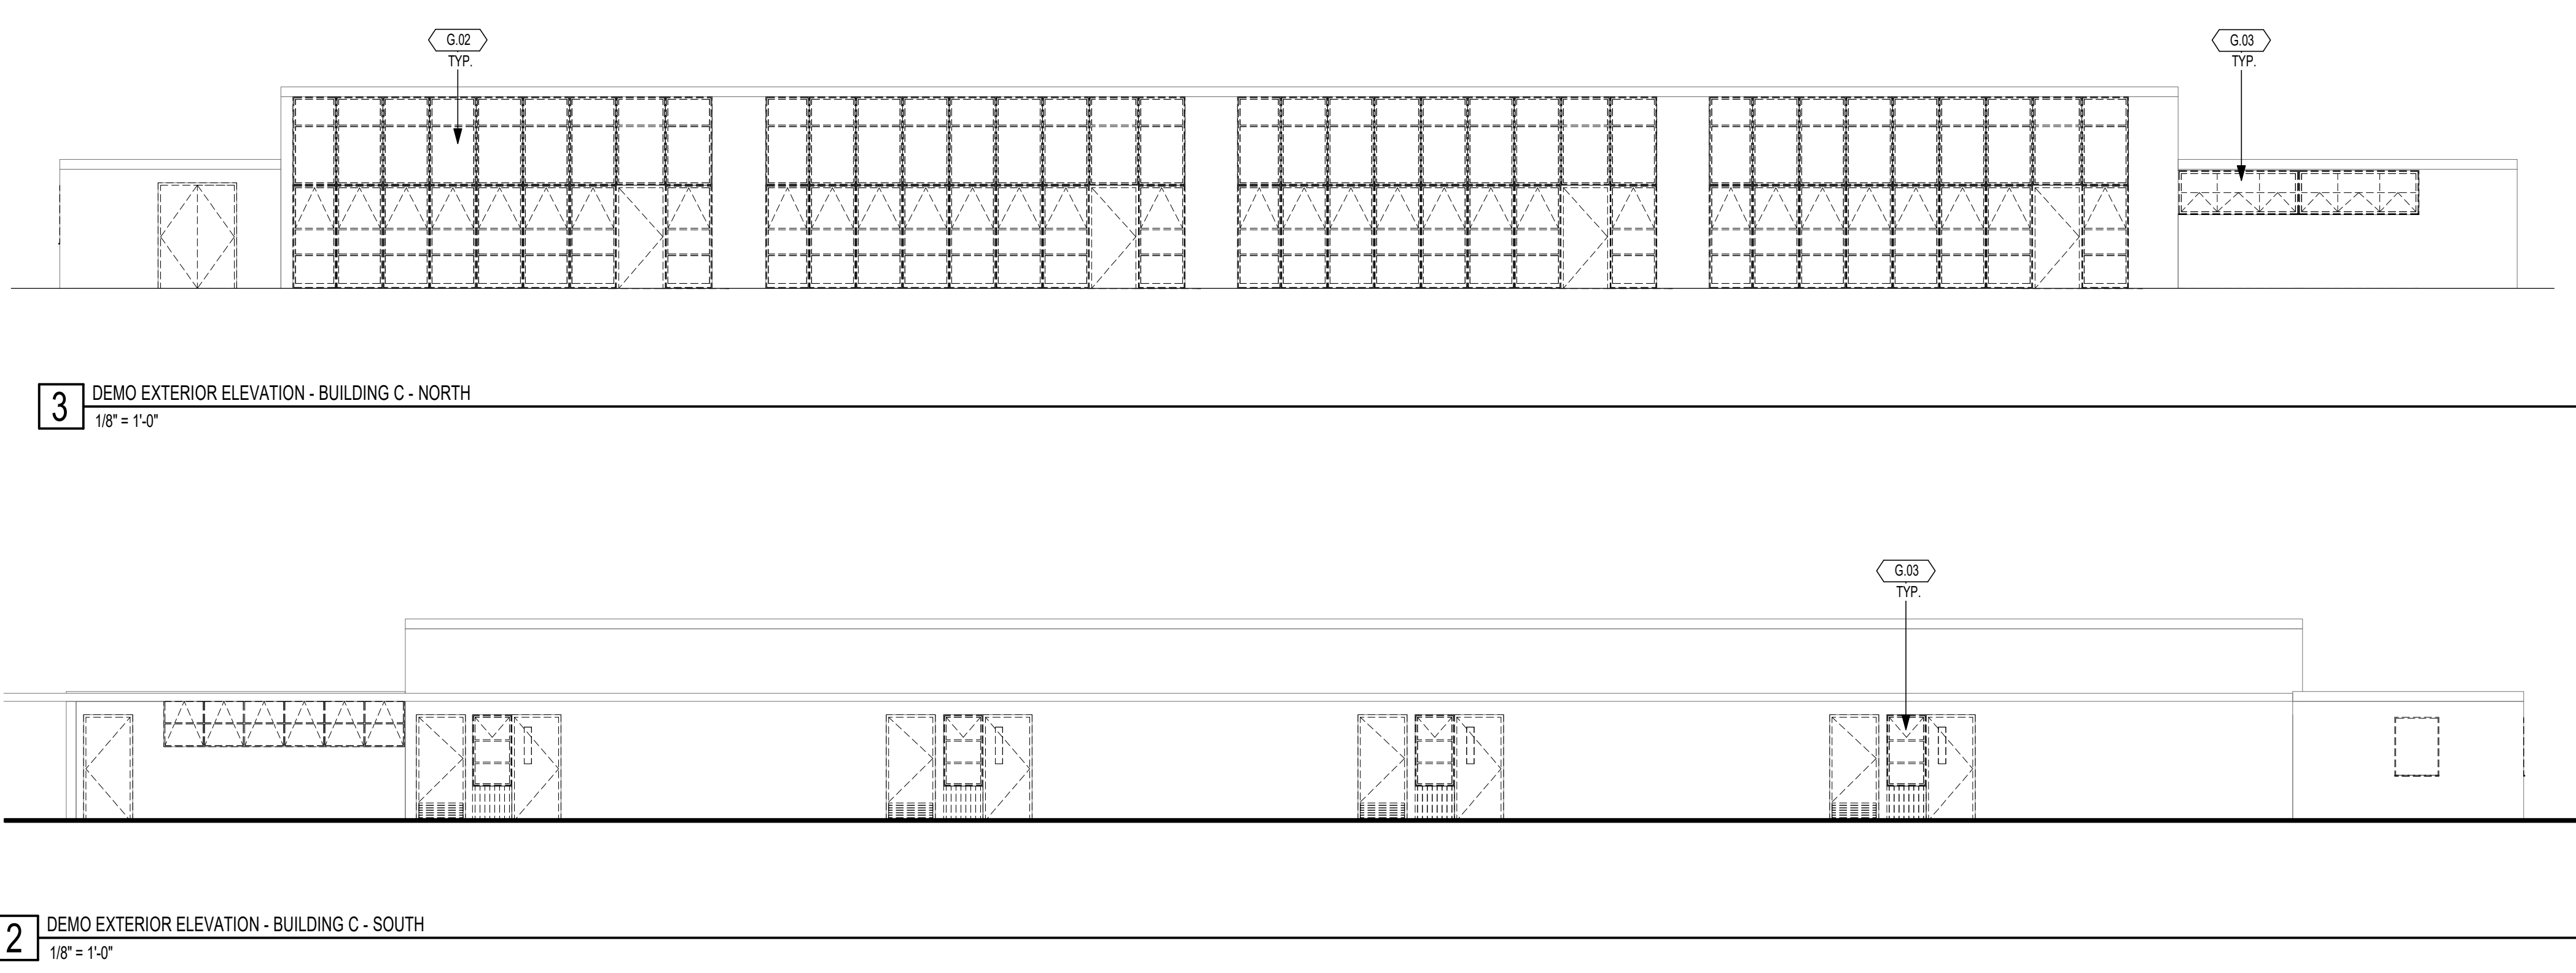 G.02
TYP.
G.03
TYP.
3
DEMO EXTERIOR ELEVATION - BUILDING C - NORTH
1/8" = 1'-0"
G.03
TYP.
2
DEMO EXTERIOR ELEVATION - BUILDING C - SOUTH
1/8" = 1'-0"